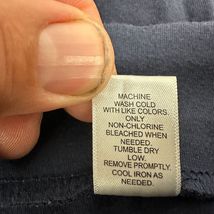 MACHINE
WASH COLD
WITH LIKE COLORS.
ONLY
NON-CHLORINE
BLEACHED WHEN
NEEDED.
TUMBLE DRY
LOW.
REMOVE PROMPTLY.
COOL IRON AS
NEEDED.